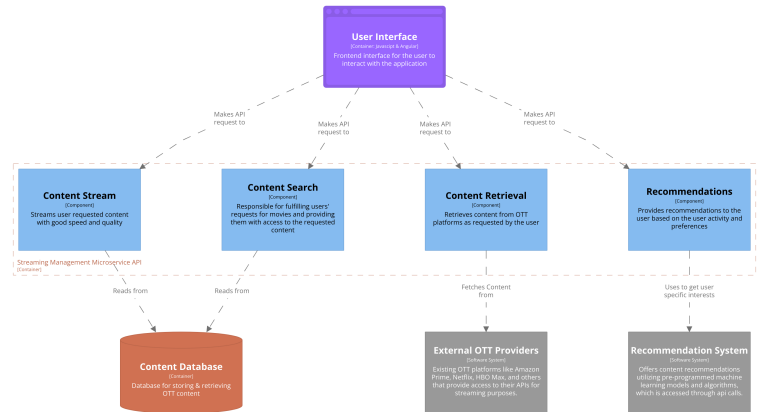 User Interface
[Container: Javascipt & Angular]
Frontend interface for the user to
interact with the application
Makes API
request to
Makes API
request to
Makes API
request to
Makes API
request to
Content Stream
[Component]
Streams user requested content
with good speed and quality
Content Search
[Component]
Responsible for fulfilling users'
requests for movies and providing
them with access to the requested
content
Content Retrieval
[Component]
Retrieves content from OTT
platforms as requested by the user
Recommendations
[Component]
Provides recommendations to the
user based on the user activity and
preferences
Streaming Management Microservice API
[Container]
Reads from
Reads from
Fetches Content
from
Uses to get user
specific interests
Content Database
[Container]
Database for storing & retrieving
OTT content
External OTT Providers
[Software System]
Existing OTT platforms like Amazon
Prime, Netflix, HBO Max, and others
that provide access to their APIs for
streaming purposes.
Recommendation System
[Software System]
Offers content recommendations
utilizing pre-programmed machine
learning models and algorithms,
which is accessed through api calls.